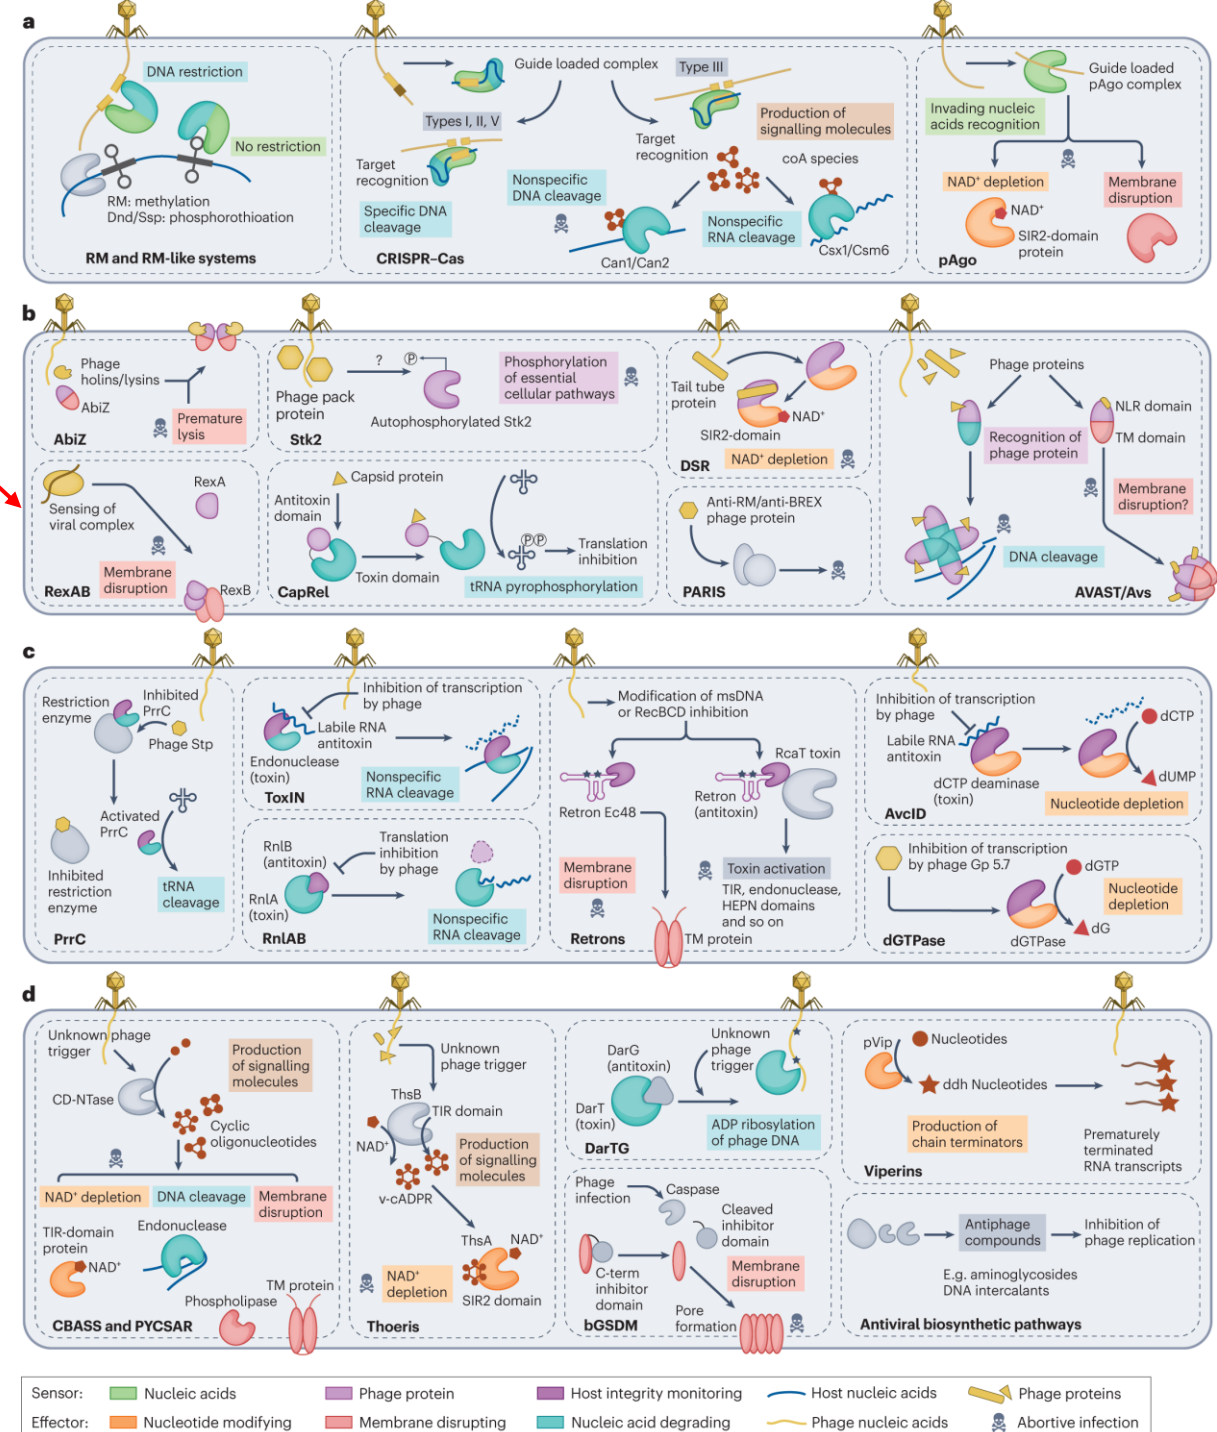 a
DNA restriction
No restriction
RM: methylation
Dnd/Ssp: phosphorothioation
RM and RM-like systems
Guide loaded complex
Types I, II, V
Target
recognition
Specific DNA
cleavage
Type III
Target
recognition
Production of
signalling molecules
coA species
Nonspecific
DNA cleavage
Nonspecific
RNA cleavage
Can1/Can2
Csx1/Csm6
CRISPR–Cas
Guide loaded
pAgo complex
Invading nucleic
acids recognition
NAD⁺ depletion
Membrane
disruption
NAD⁺
SIR2-domain
protein
pAgo
b
Phage
holins/lysins
AbiZ
Premature
lysis
AbiZ
?
P
Phage pack
protein
Autophosphorylated Stk2
Phosphorylation
of essential
cellular pathways
Stk2
Tail tube
protein
NAD⁺
SIR2-domain
NAD⁺ depletion
DSR
Phage proteins
NLR domain
TM domain
Recognition of
phage protein
Membrane
disruption?
DNA cleavage
AVAST/Avs
Sensing of
viral complex
RexA
Membrane
disruption
RexB
RexAB
Capsid protein
Antitoxin
domain
Toxin domain
PP
Translation
inhibition
tRNA pyrophosphorylation
CapRel
Anti-RM/anti-BREX
phage protein
PARIS
c
Restriction
enzyme
Inhibited
PrrC
Phage Stp
Activated
PrrC
Inhibited
restriction
enzyme
tRNA
cleavage
PrrC
Inhibition of transcription
by phage
Labile RNA
antitoxin
Endonuclease
(toxin)
Nonspecific
RNA cleavage
ToxIN
RnlB
(antitoxin)
Translation
inhibition
by phage
RnlA
(toxin)
Nonspecific
RNA cleavage
RnlAB
Modification of msDNA
or RecBCD inhibition
RcaT toxin
Retron Ec48
Retron
(antitoxin)
Membrane
disruption
Toxin activation
TIR, endonuclease,
HEPN domains
and so on
TM protein
Retrons
Inhibition of transcription
by phage
Labile RNA
antitoxin
dCTP
dUMP
dCTP deaminase
(toxin)
Nucleotide depletion
AvcID
Inhibition of transcription
by phage Gp 5.7
dGTP
Nucleotide
depletion
dG
dGTPase
dGTPase
d
Unknown phage
trigger
Production
of signalling
molecules
CD-NTase
Cyclic
oligonucleotides
NAD⁺ depletion
DNA cleavage
Membrane
disruption
TIR-domain
protein
NAD⁺
Endonuclease
Phospholipase
TM protein
CBASS and PYCSAR
Unknown
phage trigger
ThsB
TIR domain
NAD⁺
Production
of signalling
molecules
v-cADPR
ThsA
NAD⁺
NAD⁺
depletion
SIR2 domain
Thoeris
DarG
(antitoxin)
Unknown
phage
trigger
DarT
(toxin)
ADP ribosylation
of phage DNA
DarTG
Phage
infection
Caspase
Cleaved
inhibitor
domain
C-term
inhibitor
domain
Membrane
disruption
Pore
formation
bGSDM
pVip
Nucleotides
ddh Nucleotides
Production of
chain terminators
Prematurely
terminated
RNA transcripts
Viperins
Antiphage
compounds
Inhibition of
phage replication
E.g. aminoglycosides
DNA intercalants
Antiviral biosynthetic pathways
Sensor: Nucleic acids Phage protein Host integrity monitoring Host nucleic acids Phage proteins
Effector: Nucleotide modifying Membrane disrupting Nucleic acid degrading Phage nucleic acids Abortive infection